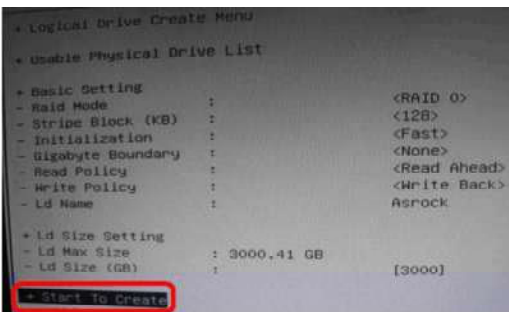 + Logical Drive Create Menu
+ Usable Physical Drive List
+ Basic Setting
- Raid Mode : <RAID 0>
- Stripe Block (KB) : <128>
- Initialization : <Fast>
- Gigabyte Boundary : <None>
- Read Policy : <Read Ahead>
- Write Policy : <Write Back>
- Ld Name : Asrock
+ Ld Size Setting
- Ld Max Size : 3000.41 GB
- Ld Size (GB) : [3000]
+ Start To Create